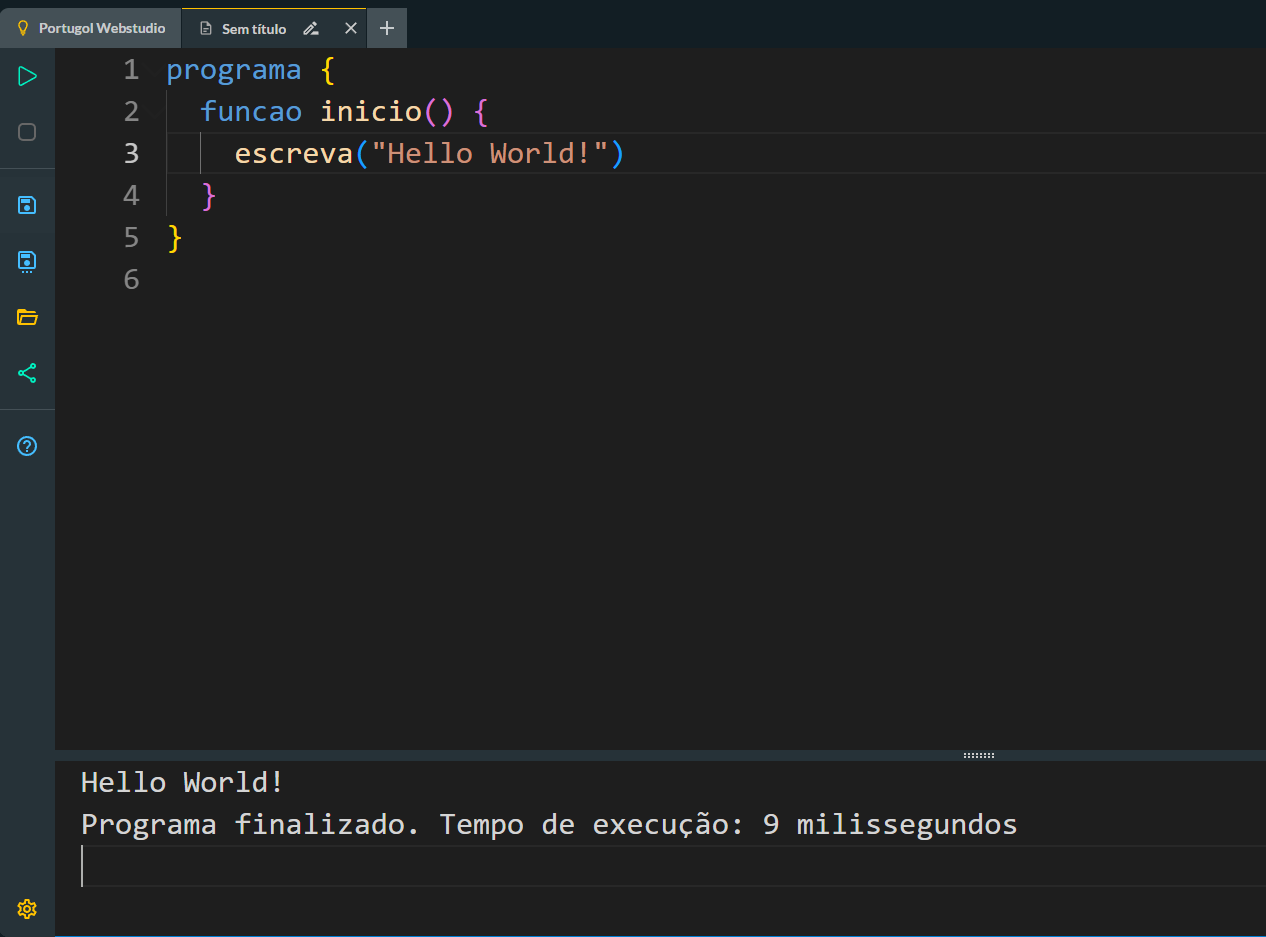 Portugol Webstudio
Sem título
1 programa {
2 funcao inicio() {
3 escreva("Hello World!")
4 }
5 }
6
Hello World!
Programa finalizado. Tempo de execução: 9 milissegundos